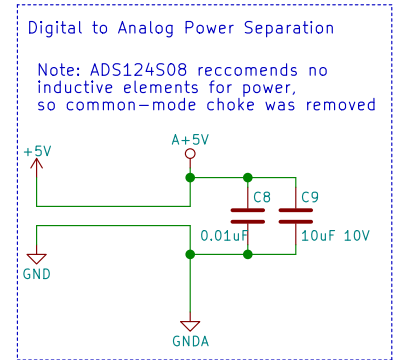 Digital to Analog Power Separation
Note: ADS124S08 reccomends no
inductive elements for power,
so common-mode choke was removed
A+5V
+5V
C8
C9
0.01uF
10uF 10V
GND
GNDA